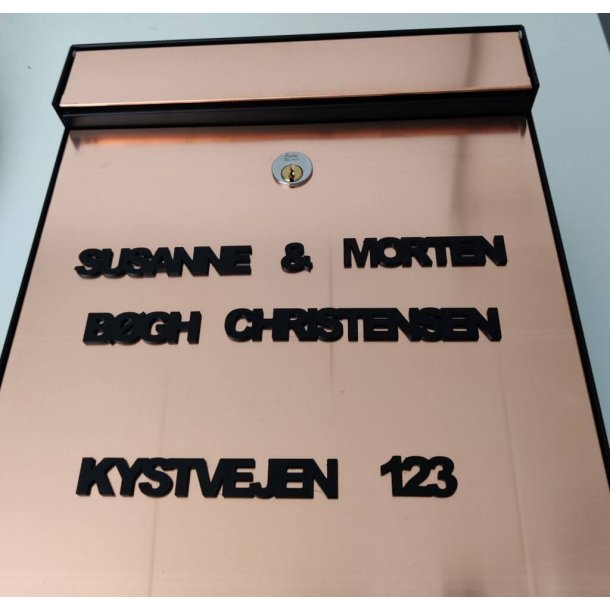 SUSANNE & MORTEN
BØGH CHRISTENSEN
KYSTVEJEN 123